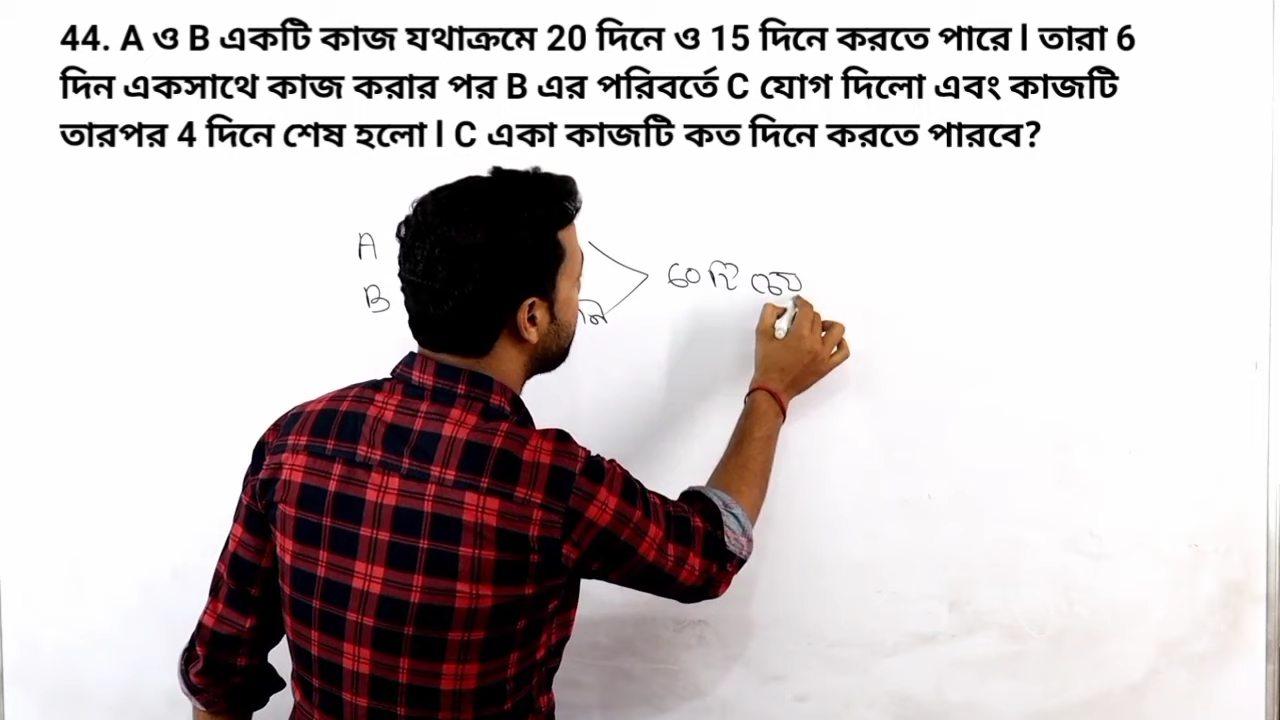 44. A ও B একটি কাজ যথাক্রমে 20 দিনে ও 15 দিনে করতে পারে l তারা 6
দিন একসাথে কাজ করার পর B এর পরিবর্তে C যোগ দিলো এবং কাজটি
তারপর 4 দিনে শেষ হলো l C একা কাজটি কত দিনে করতে পারবে?
A
B
60